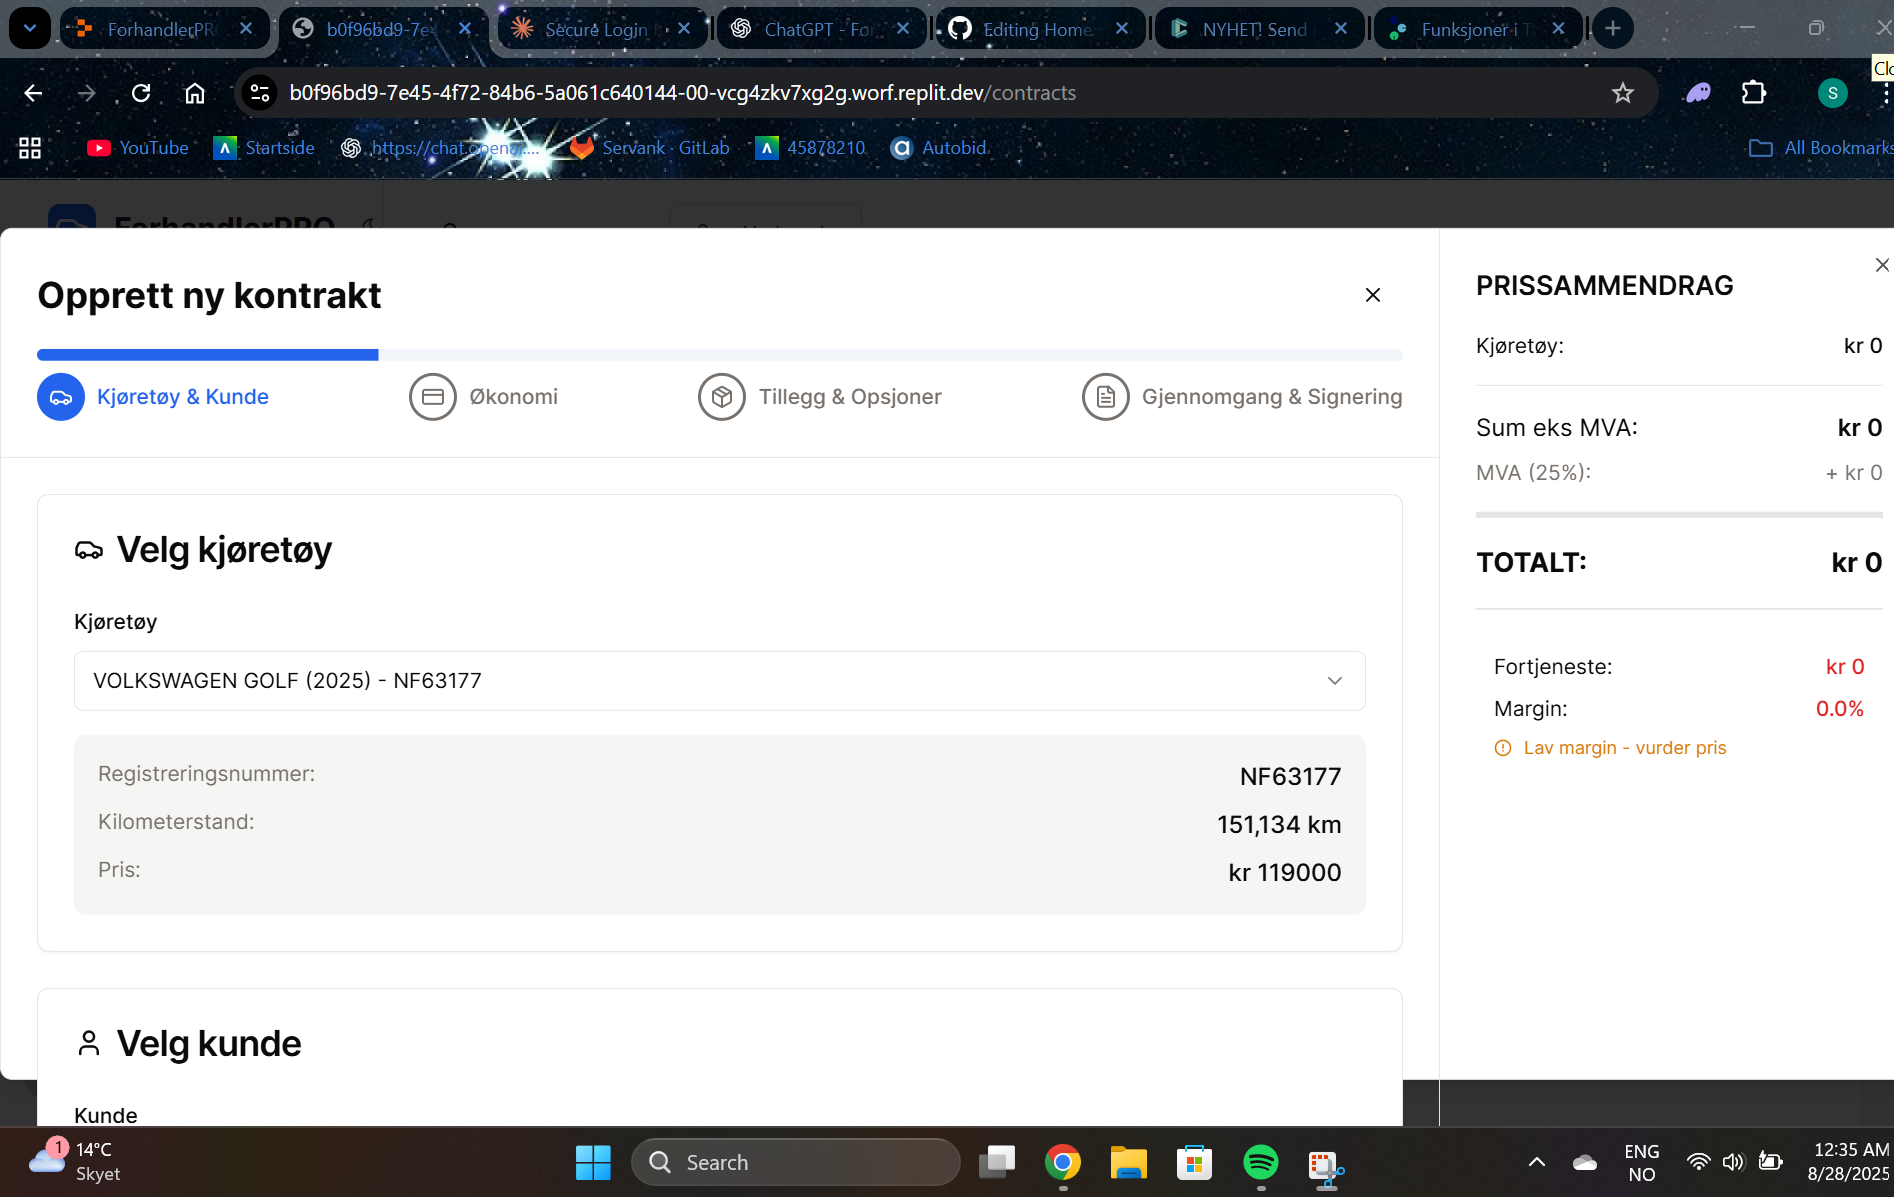 ForhandlerPR
b0f96bd9-7e4
Secure Login
ChatGPT - For
Editing Home
NYHET! Send
Funksjoner i T
b0f96bd9-7e45-4f72-84b6-5a061c640144-00-vcg4zkv7xg2g.worf.replit.dev/contracts
S
Clo
YouTube
Startside
https://chat.openai....
Servank · GitLab
45878210
Autobid
All Bookmarks
ForhandlerPRO
Opprett ny kontrakt
Kjøretøy & Kunde
Økonomi
Tillegg & Opsjoner
Gjennomgang & Signering
Velg kjøretøy
Kjøretøy
VOLKSWAGEN GOLF (2025) - NF63177
Registreringsnummer:
NF63177
Kilometerstand:
151,134 km
Pris:
kr 119000
Velg kunde
Kunde
PRISSAMMENDRAG
Kjøretøy:
kr 0
Sum eks MVA:
kr 0
MVA (25%):
+ kr 0
TOTALT:
kr 0
Fortjeneste:
kr 0
Margin:
0.0%
Lav margin - vurder pris
1
14°C
Skyet
Search
ENG
NO
12:35 AM
8/28/2025